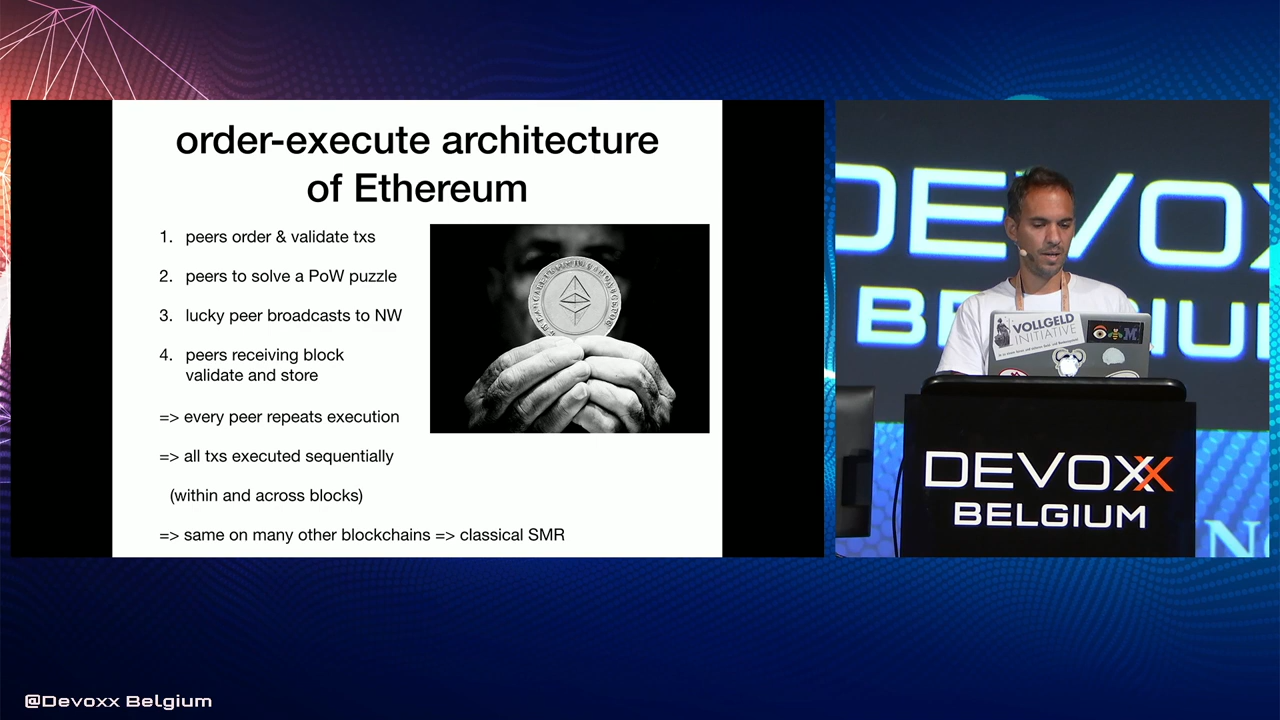 order-execute architecture
of Ethereum
1. peers order & validate txs
2. peers to solve a PoW puzzle
3. lucky peer broadcasts to NW
4. peers receiving block
validate and store
=> every peer repeats execution
=> all txs executed sequentially
(within and across blocks)
=> same on many other blockchains => classical SMR
DEVOX
BELGIU
VOLLGELD
INITIATIVE
DEVOXX
BELGIUM
@Devoxx Belgium